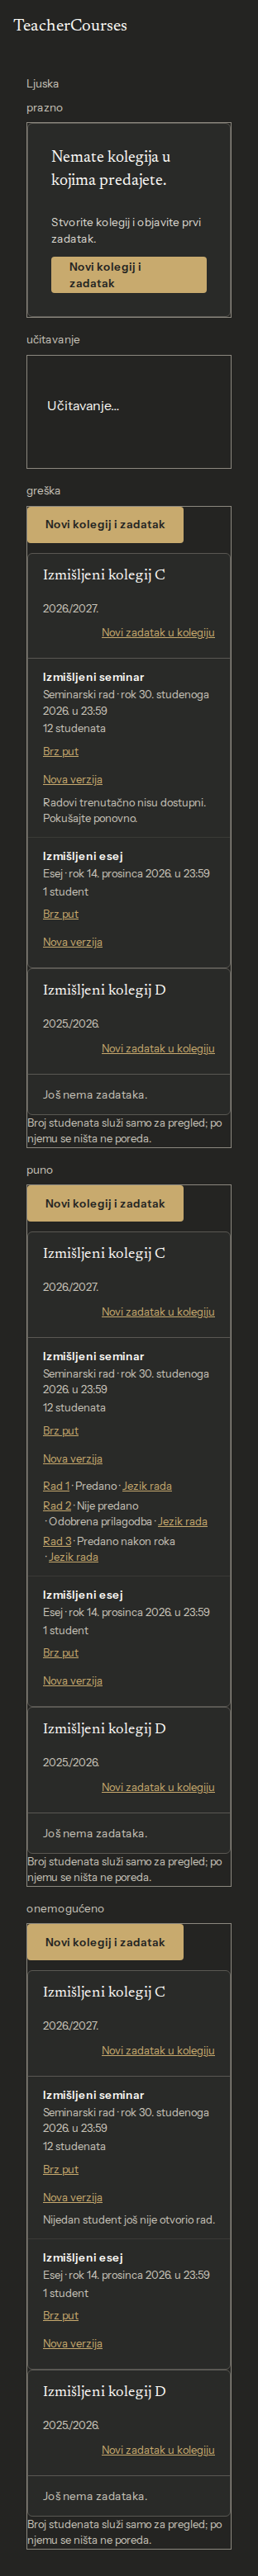 TeacherCourses
Ljuska
prazno
Nemate kolegija u
kojima predajete.
Stvorite kolegij i objavite prvi
zadatak.
Novi kolegij i
zadatak
učitavanje
Učitavanje…
greška
Novi kolegij i zadatak
Izmišljeni kolegij C
2026./2027.
Novi zadatak u kolegiju
Izmišljeni seminar
Seminarski rad · rok 30. studenoga
2026. u 23:59
12 studenata
Brz put
Nova verzija
Radovi trenutačno nisu dostupni.
Pokušajte ponovno.
Izmišljeni esej
Esej · rok 14. prosinca 2026. u 23:59
1 student
Brz put
Nova verzija
Izmišljeni kolegij D
2025./2026.
Novi zadatak u kolegiju
Još nema zadataka.
Broj studenata služi samo za pregled; po
njemu se ništa ne poreda.
puno
Novi kolegij i zadatak
Izmišljeni kolegij C
2026./2027.
Novi zadatak u kolegiju
Izmišljeni seminar
Seminarski rad · rok 30. studenoga
2026. u 23:59
12 studenata
Brz put
Nova verzija
Rad 1 · Predano · Jezik rada
Rad 2 · Nije predano
· Odobrena prilagodba · Jezik rada
Rad 3 · Predano nakon roka
· Jezik rada
Izmišljeni esej
Esej · rok 14. prosinca 2026. u 23:59
1 student
Brz put
Nova verzija
Izmišljeni kolegij D
2025./2026.
Novi zadatak u kolegiju
Još nema zadataka.
Broj studenata služi samo za pregled; po
njemu se ništa ne poreda.
onemogućeno
Novi kolegij i zadatak
Izmišljeni kolegij C
2026./2027.
Novi zadatak u kolegiju
Izmišljeni seminar
Seminarski rad · rok 30. studenoga
2026. u 23:59
12 studenata
Brz put
Nova verzija
Nijedan student još nije otvorio rad.
Izmišljeni esej
Esej · rok 14. prosinca 2026. u 23:59
1 student
Brz put
Nova verzija
Izmišljeni kolegij D
2025./2026.
Novi zadatak u kolegiju
Još nema zadataka.
Broj studenata služi samo za pregled; po
njemu se ništa ne poreda.